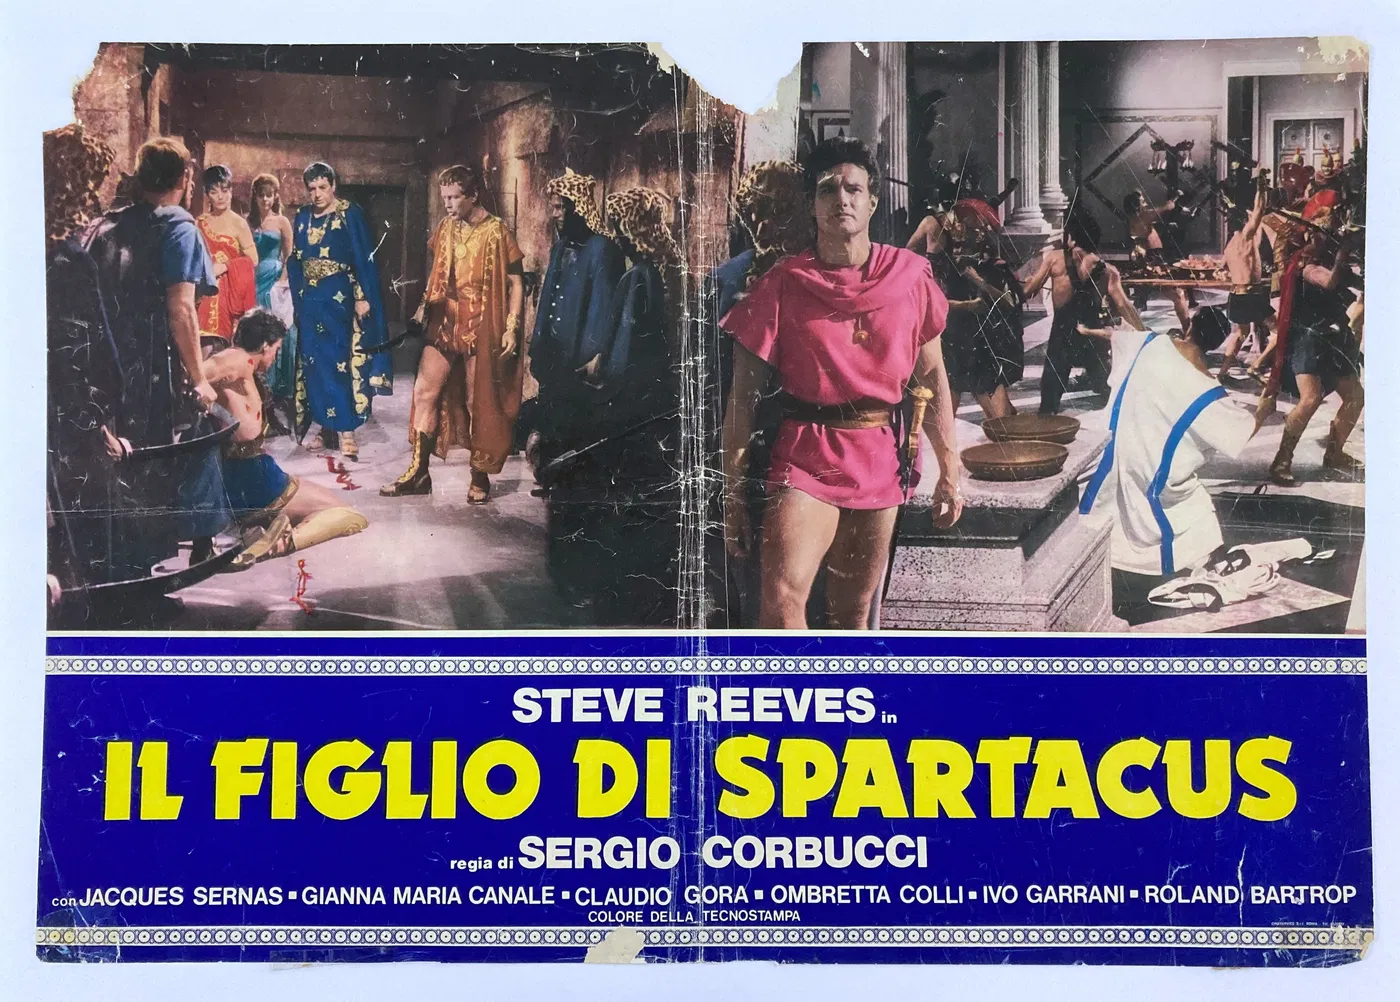 STEVE REEVES in
IL FIGLIO DI SPARTACUS
regia di SERGIO CORBUCCI
con JACQUES SERNAS ▪ GIANNA MARIA CANALE ▪ CLAUDIO GORA ▪ OMBRETTA COLLI ▪ IVO GARRANI ▪ ROLAND BARTROP
COLORE DELLA TECNOSTAMPA